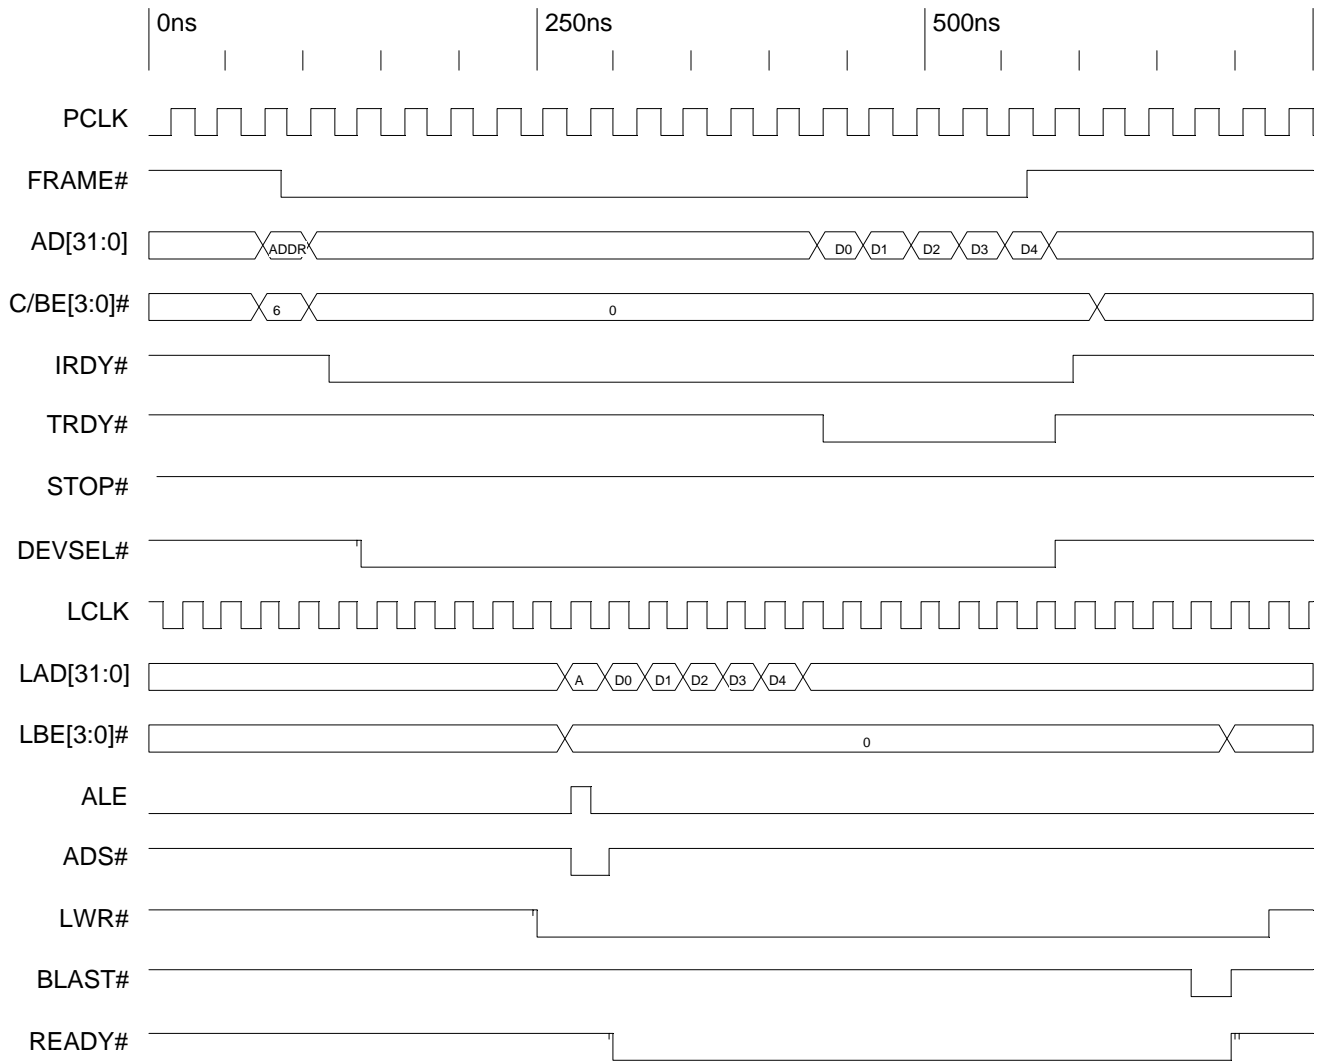 0ns 250ns 500ns
PCLK
FRAME#
AD[31:0] ADDR D0 D1 D2 D3 D4
C/BE[3:0]# 6 0
IRDY#
TRDY#
STOP#
DEVSEL#
LCLK
LAD[31:0] A D0 D1 D2 D3 D4
LBE[3:0]# 0
ALE
ADS#
LWR#
BLAST#
READY#